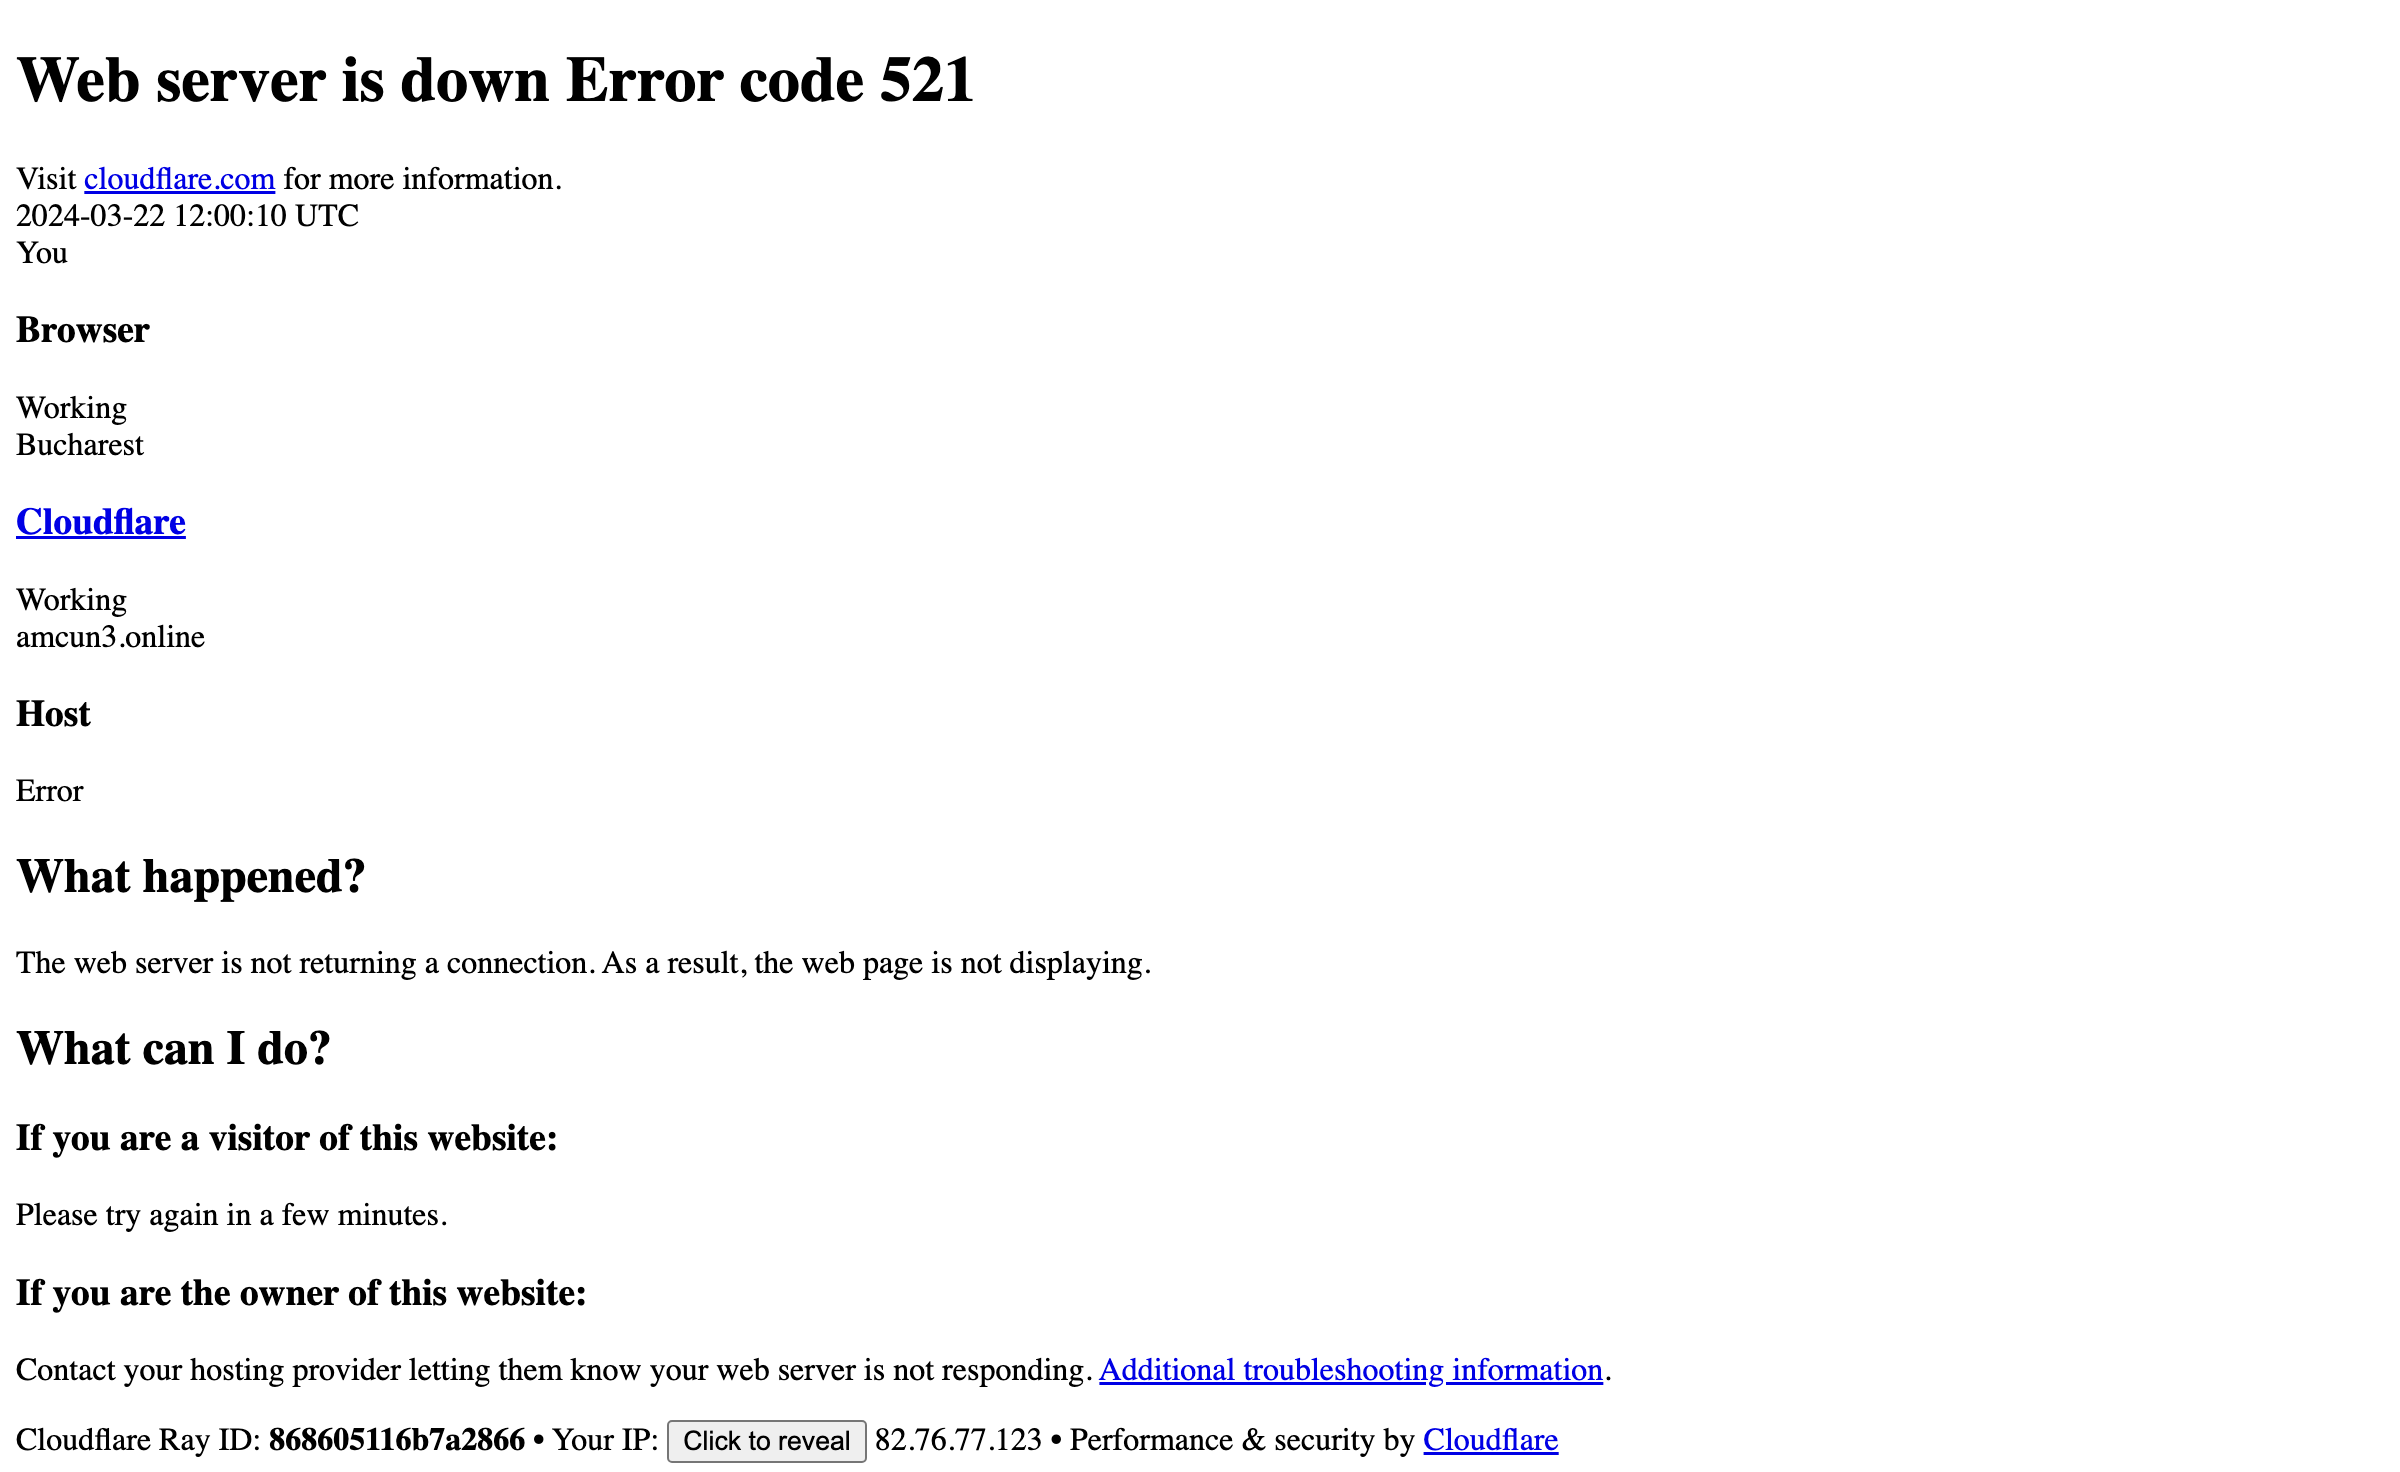 Web server is down Error code 521
Visit cloudflare.com for more information.
2024-03-22 12:00:10 UTC
You
Browser
Working
Bucharest
Cloudflare
Working
amcun3.online
Host
Error
What happened?
The web server is not returning a connection. As a result, the web page is not displaying.
What can I do?
If you are a visitor of this website:
Please try again in a few minutes.
If you are the owner of this website:
Contact your hosting provider letting them know your web server is not responding. Additional troubleshooting information.
Cloudflare Ray ID: 868605116b7a2866 • Your IP: Click to reveal 82.76.77.123 • Performance & security by Cloudflare